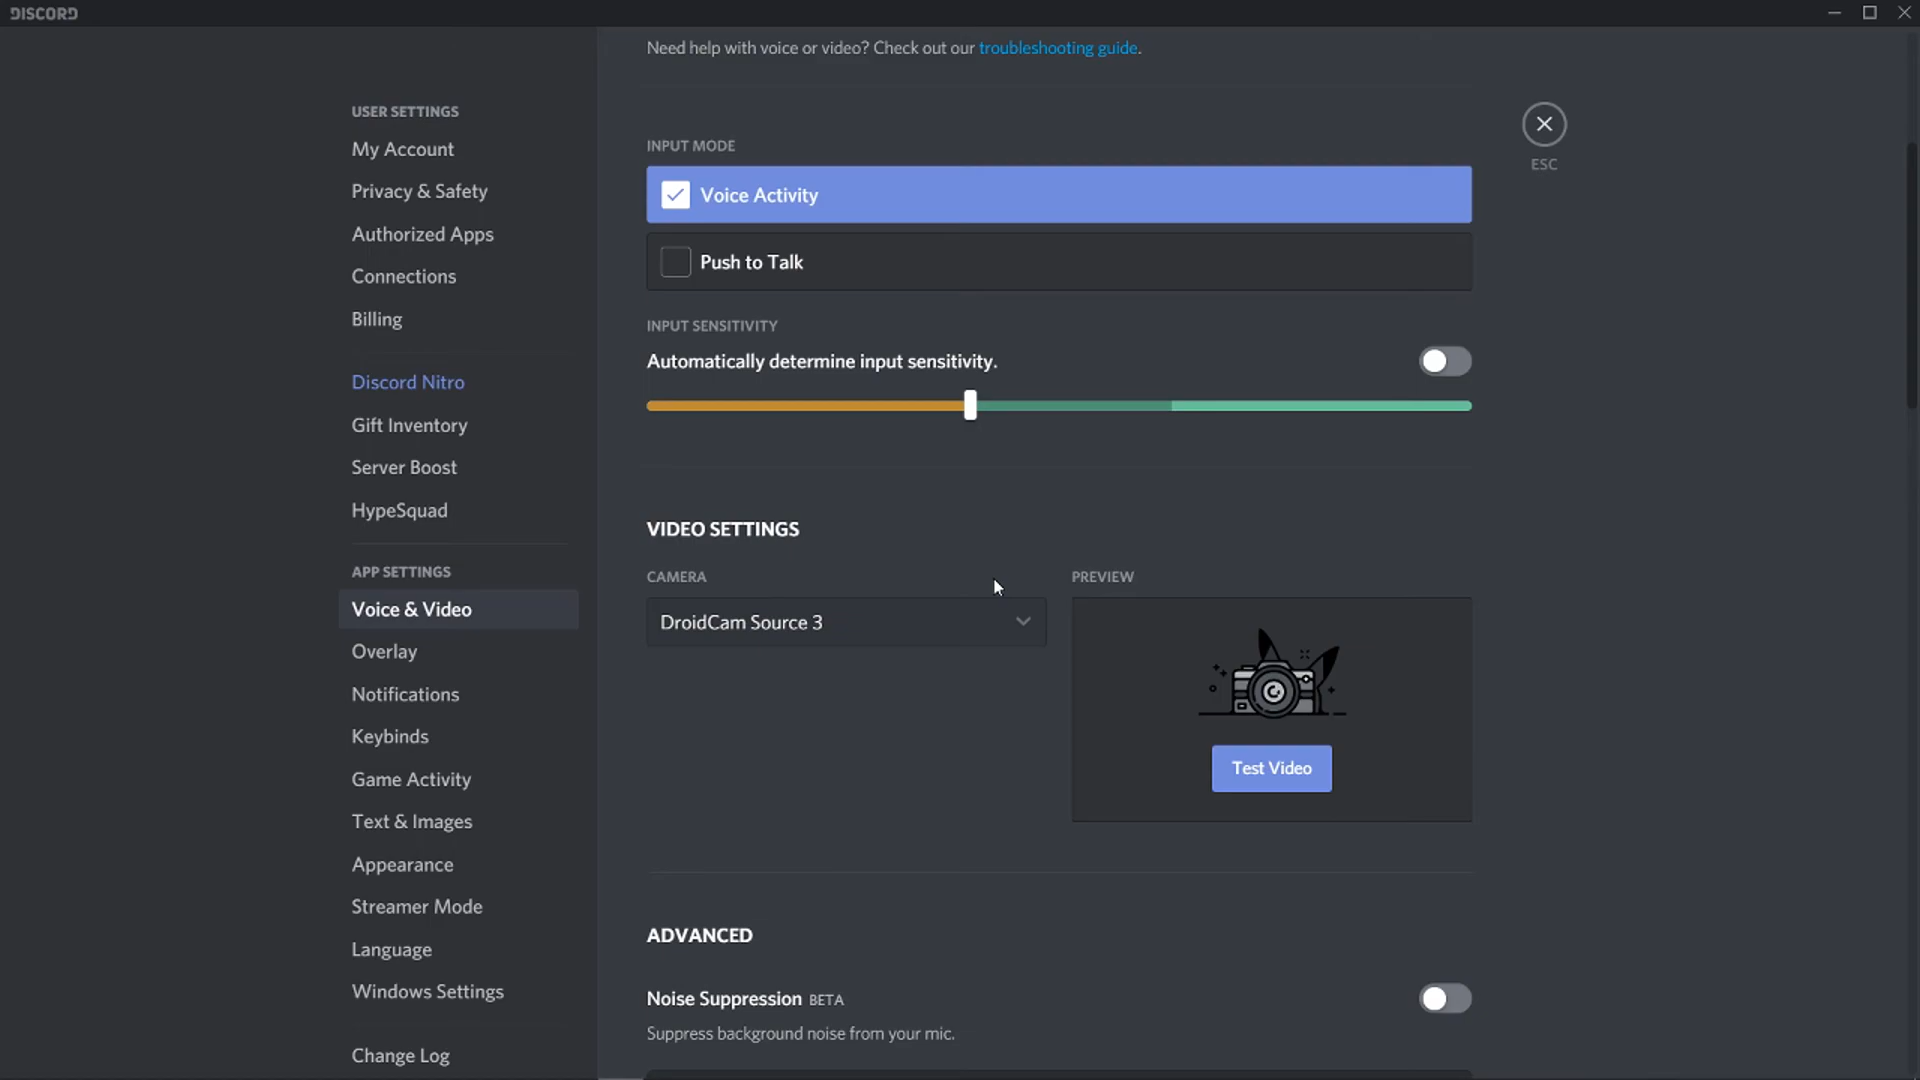 DISCORD
USER SETTINGS
My Account
Privacy & Safety
Authorized Apps
Connections
Billing
Discord Nitro
Gift Inventory
Server Boost
HypeSquad
APP SETTINGS
Voice & Video
Overlay
Notifications
Keybinds
Game Activity
Text & Images
Appearance
Streamer Mode
Language
Windows Settings
Change Log
Need help with voice or video? Check out our troubleshooting guide.
ESC
INPUT MODE
Voice Activity
Push to Talk
INPUT SENSITIVITY
Automatically determine input sensitivity.
VIDEO SETTINGS
CAMERA
DroidCam Source 3
PREVIEW
Test Video
ADVANCED
Noise Suppression BETA
Suppress background noise from your mic.